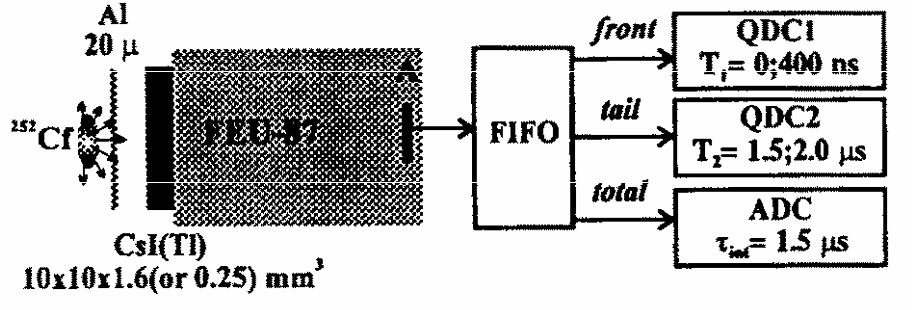 Al
20 μ
²⁵²Cf
FEU-87
CsI(Tl)
10x10x1.6(or 0.25) mm³
FIFO
front
tail
total
QDC1
T₁= 0;400 ns
QDC2
T₂= 1.5;2.0 μs
ADC
τᵢₙₜ= 1.5 μs